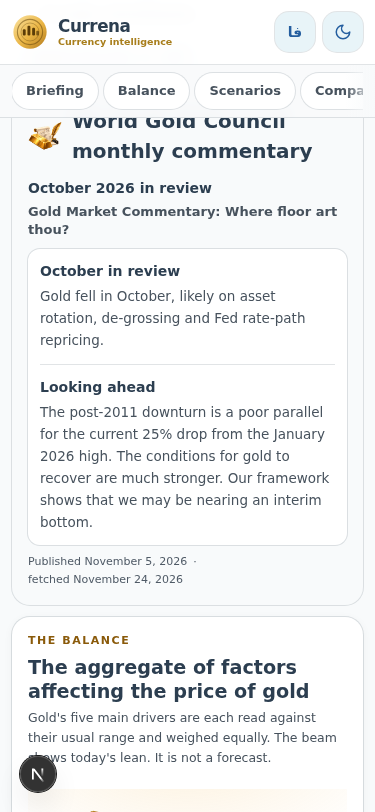 Currena
Currency intelligence
فا
Briefing
Balance
Scenarios
Compa
World Gold Council
monthly commentary
October 2026 in review
Gold Market Commentary: Where floor art
thou?
October in review
Gold fell in October, likely on asset
rotation, de-grossing and Fed rate-path
repricing.
Looking ahead
The post-2011 downturn is a poor parallel
for the current 25% drop from the January
2026 high. The conditions for gold to
recover are much stronger. Our framework
shows that we may be nearing an interim
bottom.
Published November 5, 2026 ·
fetched November 24, 2026
THE BALANCE
The aggregate of factors
affecting the price of gold
Gold's five main drivers are each read against
their usual range and weighed equally. The beam
shows today's lean. It is not a forecast.
N